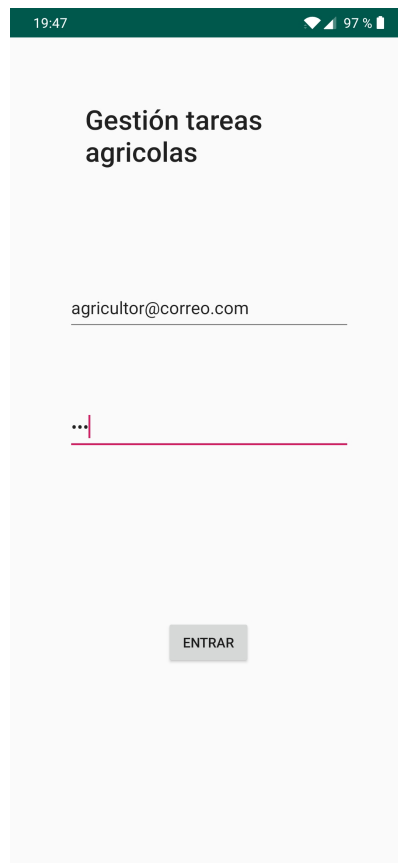 19:47
97 %
Gestión tareas
agricolas
agricultor@correo.com
•••
ENTRAR